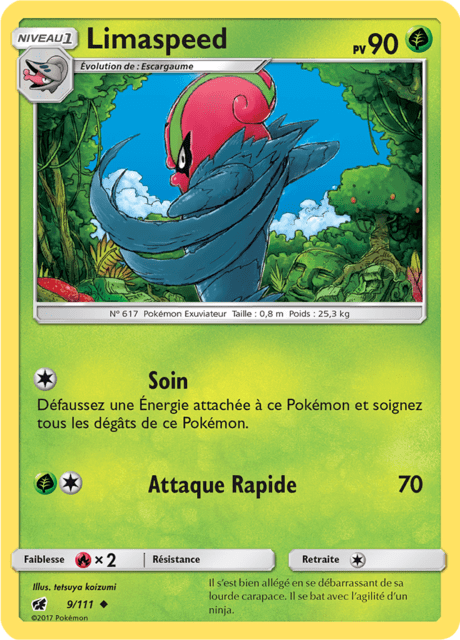 NIVEAU 1
Limaspeed
PV 90
Évolution de : Escargaume
N° 617 Pokémon Exuviateur Taille : 0,8 m Poids : 25,3 kg
Soin
Défaussez une Énergie attachée à ce Pokémon et soignez
tous les dégâts de ce Pokémon.
Attaque Rapide 70
Faiblesse × 2 Résistance Retraite
Illus. tetsuya koizumi
9/111
©2017 Pokémon
Il s'est bien allégé en se débarrassant de sa
lourde carapace. Il se bat avec l'agilité d'un
ninja.